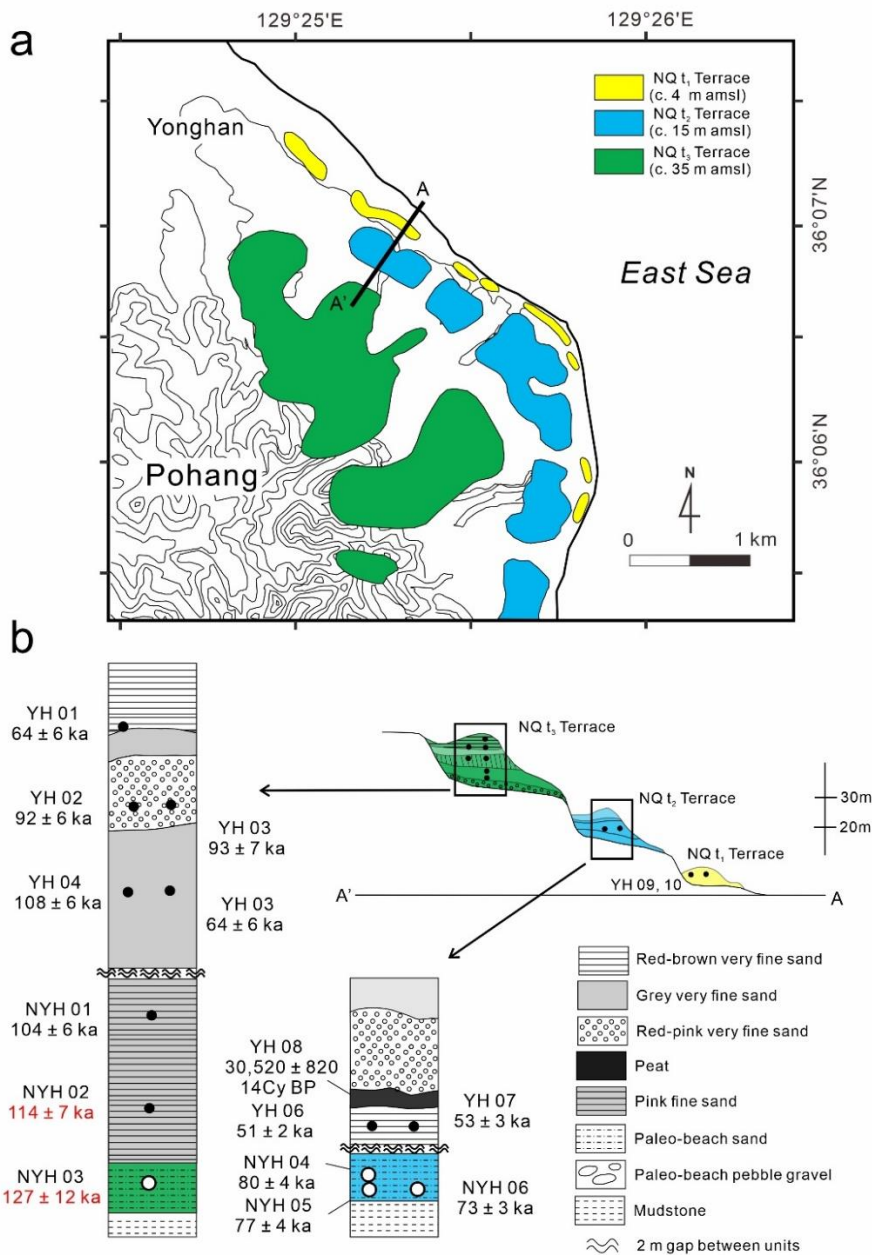 a
129°25'
129°26'
NQ t₁ Terrace
(c. 4 m amsl)
NQ t₂ Terrace
(c. 15 m amsl)
NQ t₃ Terrace
(c. 35 m amsl)
Yonghan
A
A'
36°07'N
East Sea
36°06'N
Pohang
N
0
1 km
b
YH 01
64 ± 6 ka
YH 02
92 ± 6 ka
YH 03
93 ± 7 ka
YH 04
108 ± 6 ka
YH 03
64 ± 6 ka
NYH 01
104 ± 6 ka
NYH 02
114 ± 7 ka
NYH 03
127 ± 12 ka
NQ t₃ Terrace
NQ t₂ Terrace
NQ t₁ Terrace
30m
20m
YH 09, 10
A'
A
YH 08
30,520 ± 820
14Cy BP
YH 06
51 ± 2 ka
YH 07
53 ± 3 ka
NYH 04
80 ± 4 ka
NYH 05
77 ± 4 ka
NYH 06
73 ± 3 ka
Red-brown very fine sand
Grey very fine sand
Red-pink very fine sand
Peat
Pink fine sand
Paleo-beach sand
Paleo-beach pebble gravel
Mudstone
2 m gap between units